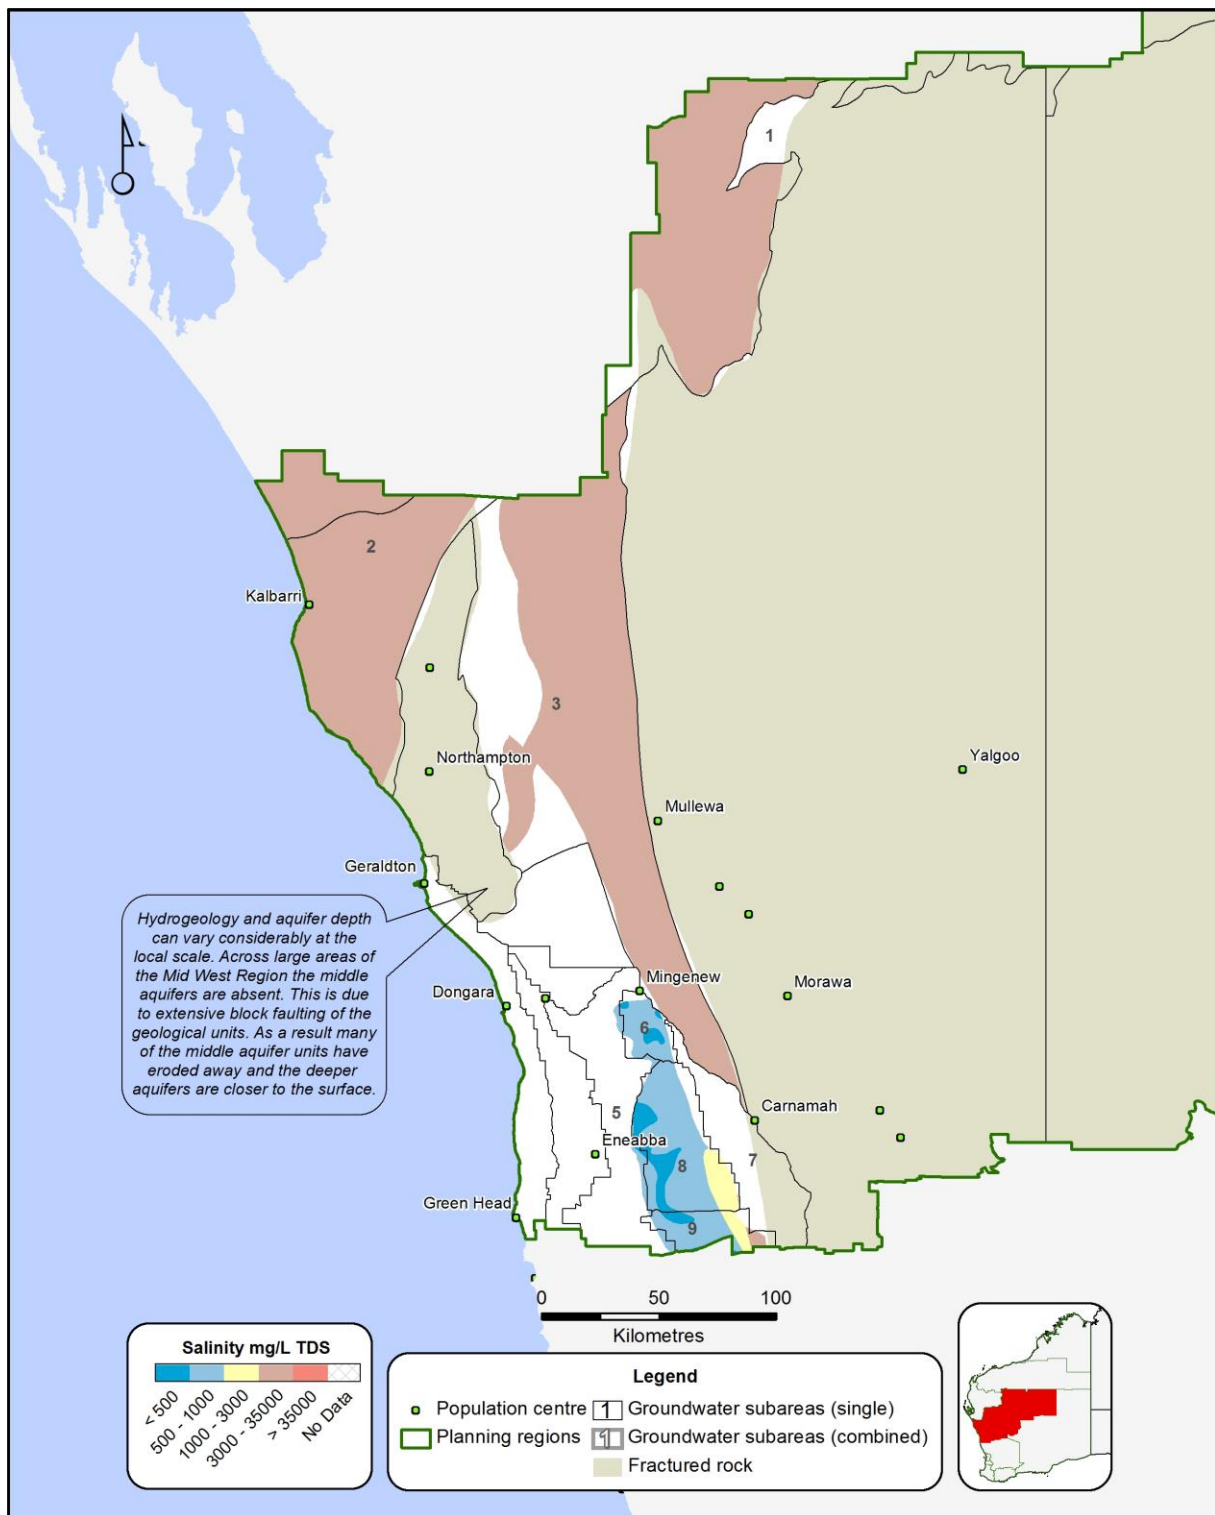 1
2
Kalbarri
3
Northampton
Yalgoo
Mullewa
Geraldton
Hydrogeology and aquifer depth
can vary considerably at the
local scale. Across large areas of
the Mid West Region the middle
aquifers are absent. This is due
to extensive block faulting of the
geological units. As a result many
of the middle aquifer units have
eroded away and the deeper
aquifers are closer to the surface.
Mingenew
Morawa
Dongara
6
5
Carnamah
Eneabba
7
8
Green Head
9
0 50 100
Kilometres
Salinity mg/L TDS
< 500
500 - 1000
1000 - 3000
3000 - 35000
> 35000
No Data
Legend
Population centre
1 Groundwater subareas (single)
Planning regions
1 Groundwater subareas (combined)
Fractured rock